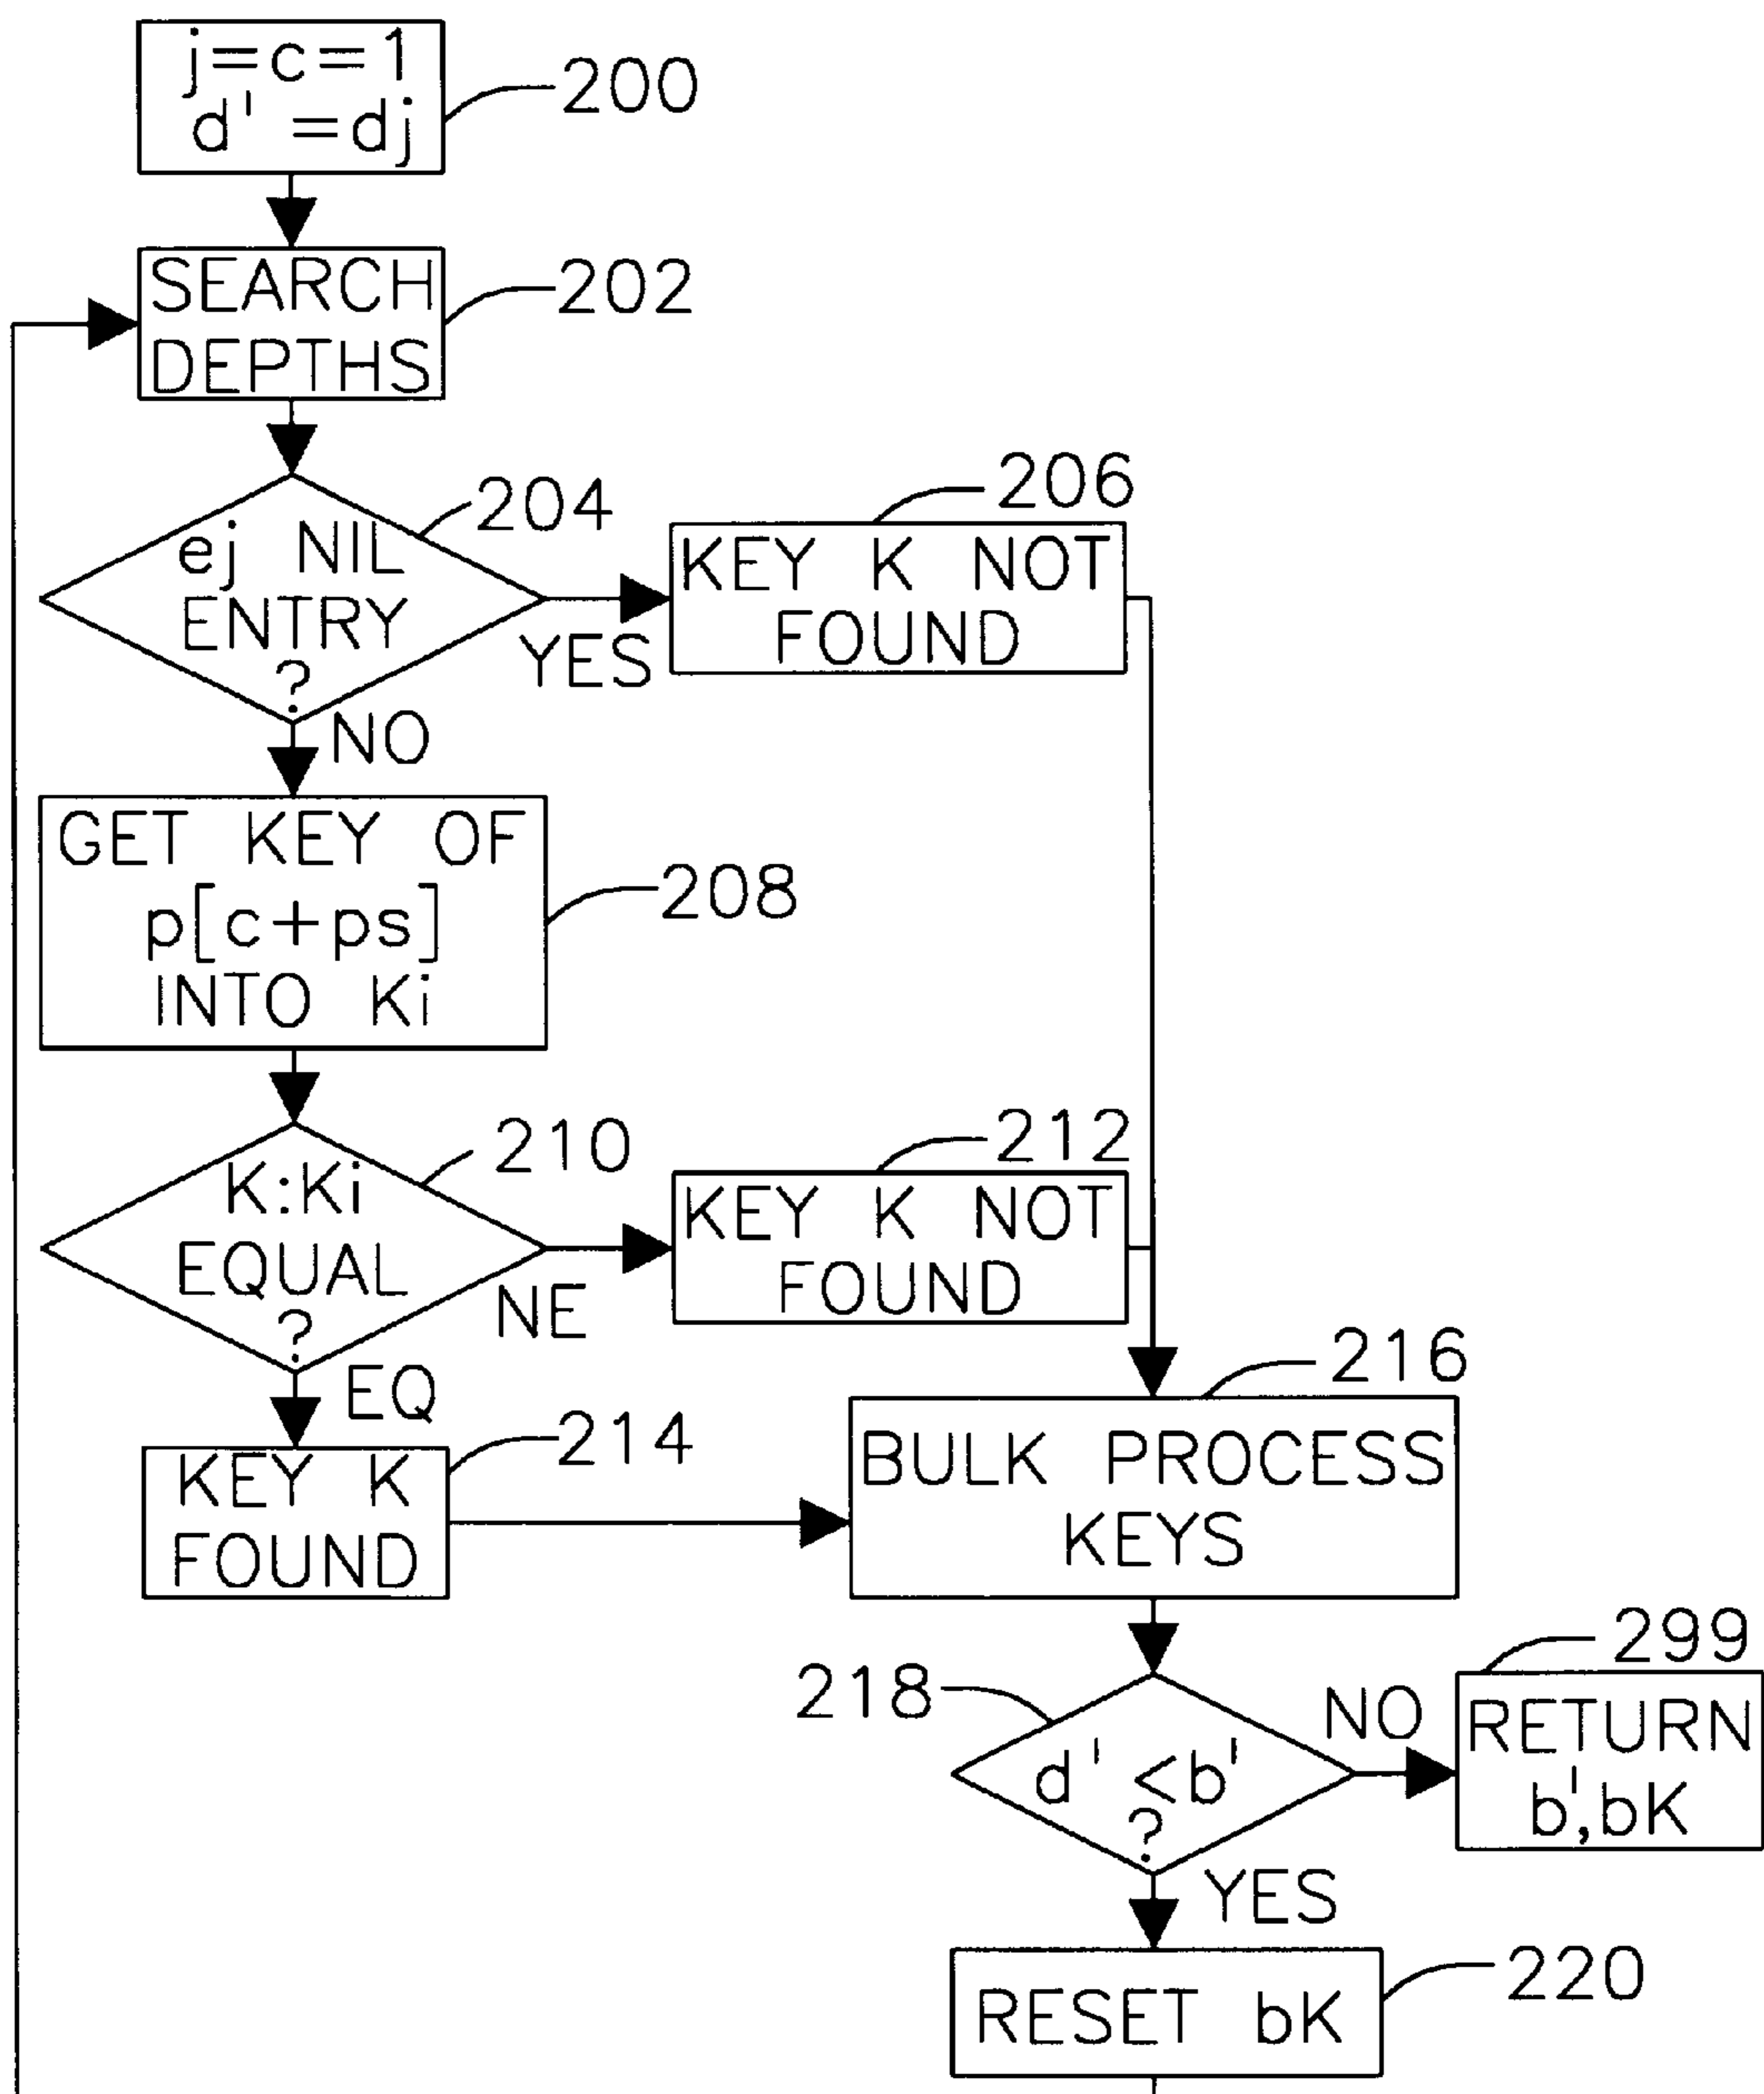 j=c=1
d'=dj
200
SEARCH
DEPTHS
202
ej NIL
ENTRY
?
204
YES
KEY K NOT
FOUND
206
NO
GET KEY OF
p[c+ps]
INTO Ki
208
K:Ki
EQUAL
?
210
NE
KEY K NOT
FOUND
212
EQ
KEY K
FOUND
214
BULK PROCESS
KEYS
216
d'<b'
?
218
NO
RETURN
b',bK
299
YES
RESET bK
220